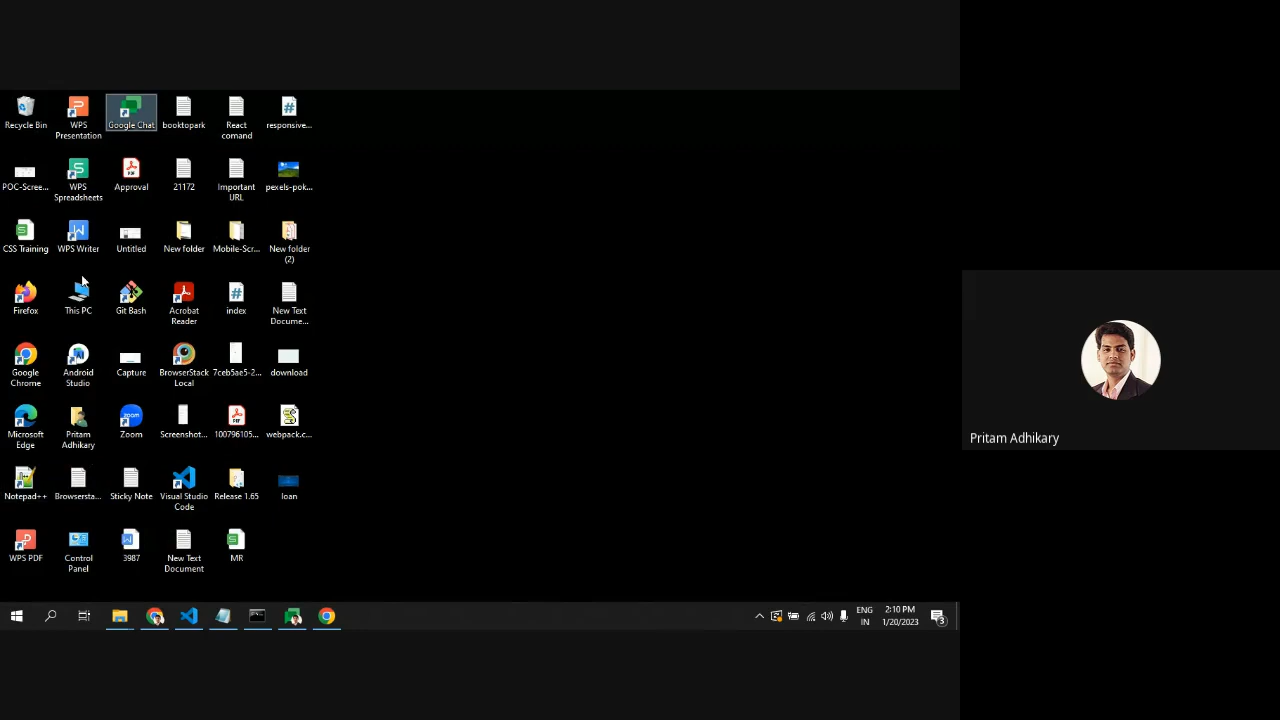 Recycle Bin
WPS Presentation
Google Chat
booktopark
React comand
responsive...
POC-Scree...
WPS Spreadsheets
Approval
21172
Important URL
pexels-pok...
CSS Training
WPS Writer
Untitled
New folder
Mobile-Scr...
New folder (2)
Firefox
This PC
Git Bash
Acrobat Reader
index
New Text Docume...
Google Chrome
Android Studio
Capture
BrowserStack Local
7ceb5ae5-2...
download
Microsoft Edge
Pritam Adhikary
zoom
Zoom
Screenshot...
100796105...
webpack.c...
Notepad++
Browsersta...
Sticky Note
Visual Studio Code
Release 1.65
loan
WPS PDF
Control Panel
3987
New Text Document
MR
Pritam Adhikary
ENG
IN
2:10 PM
1/20/2023
3